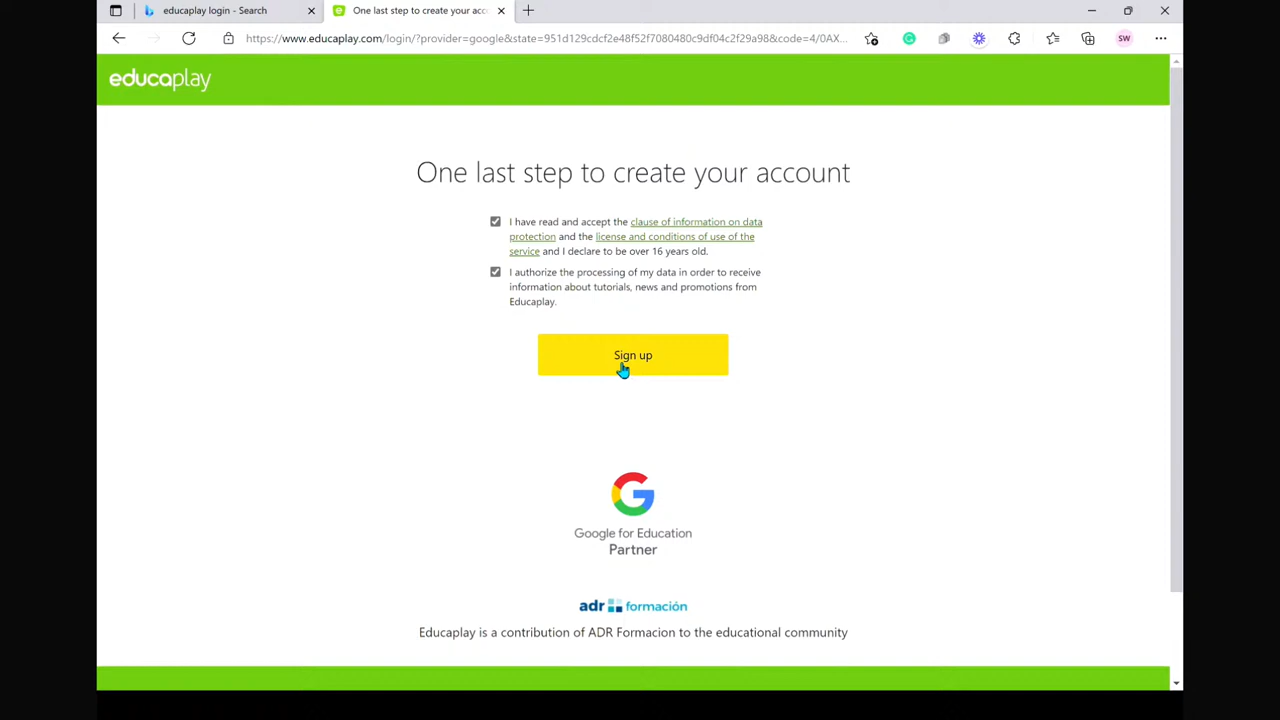 educaplay login - Search
One last step to create your acc
https://www.educaplay.com/login/?provider=google&state=951d129cdcf2e48f52f7080480c9df04c2f29a98&code=4/0AX...
SW
educaplay
One last step to create your account
I have read and accept the clause of information on data
protection and the license and conditions of use of the
service and I declare to be over 16 years old.
I authorize the processing of my data in order to receive
information about tutorials, news and promotions from
Educaplay.
Sign up
Google for Education
Partner
adr formación
Educaplay is a contribution of ADR Formacion to the educational community